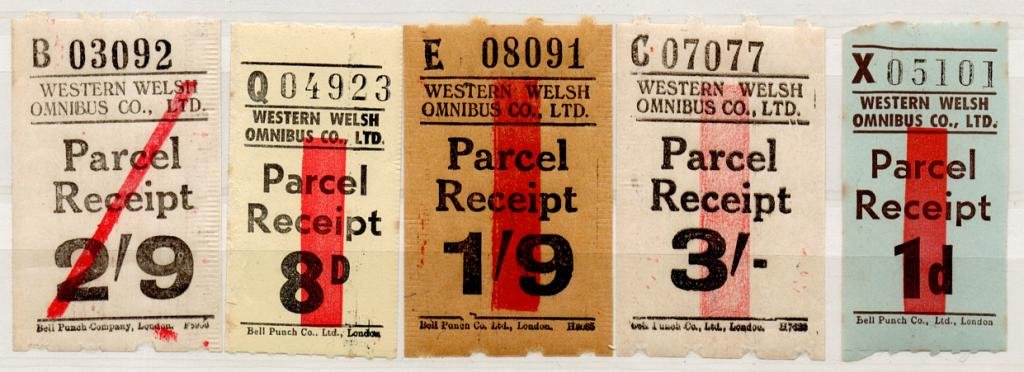 B 03092
WESTERN WELSH
OMNIBUS CO., LTD.
Parcel
Receipt
2/9
Bell Punch Company, London.
Q 04923
WESTERN WELSH
OMNIBUS CO., LTD.
Parcel
Receipt
8D
Bell Punch Co., Ltd., London
E 08091
WESTERN WELSH
OMNIBUS CO., LTD.
Parcel
Receipt
1/9
Bell Punch Co. Ltd., London.
C 07077
WESTERN WELSH
OMNIBUS CO., LTD.
Parcel
Receipt
3/-
Punch Co., Ltd., London.
X 05101
WESTERN WELSH
OMNIBUS CO., LTD.
Parcel
Receipt
1d
Bell Punch Co., Ltd., London